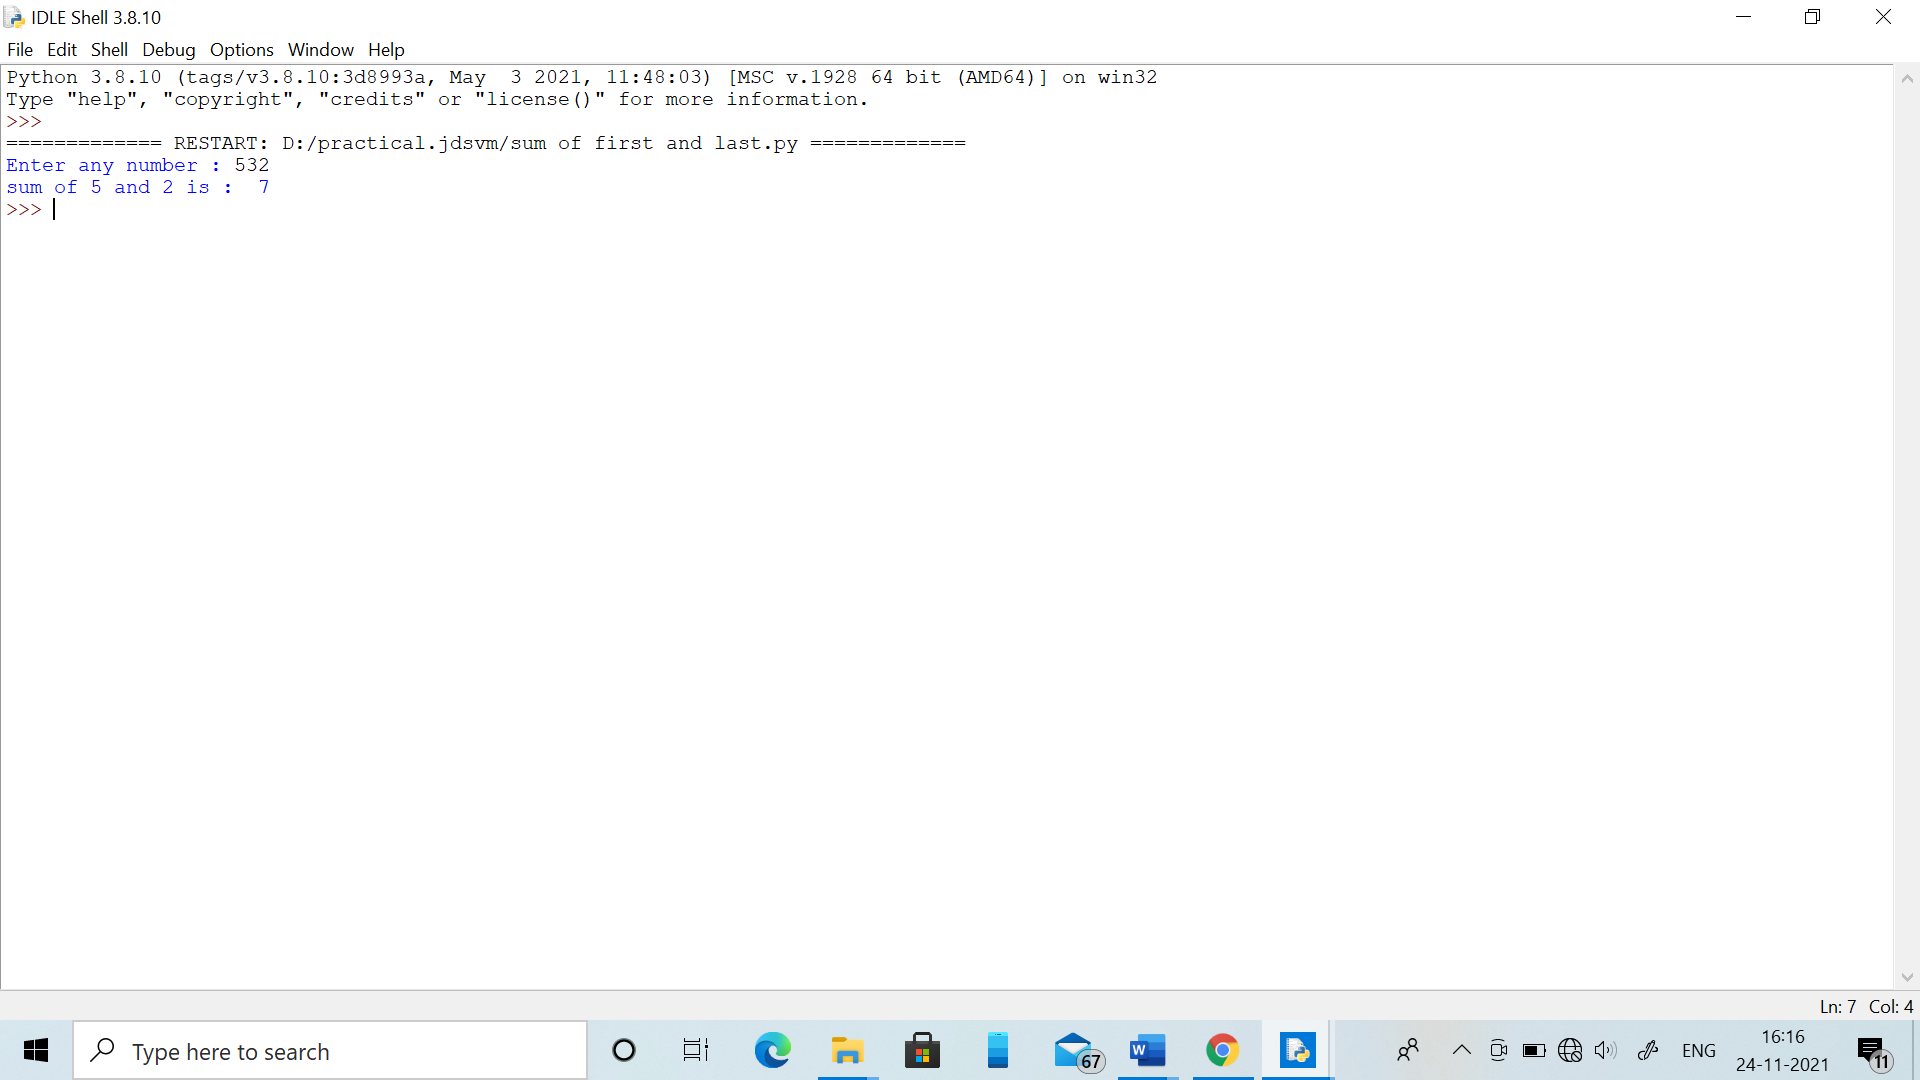 IDLE Shell 3.8.10
File Edit Shell Debug Options Window Help
Python 3.8.10 (tags/v3.8.10:3d8993a, May  3 2021, 11:48:03) [MSC v.1928 64 bit (AMD64)] on win32
Type "help", "copyright", "credits" or "license()" for more information.
>>>
============= RESTART: D:/practical.jdsvm/sum of first and last.py =============
Enter any number : 532
sum of 5 and 2 is :  7
>>>
Ln: 7 Col: 4
Type here to search
67
W
ENG
16:16
24-11-2021
11